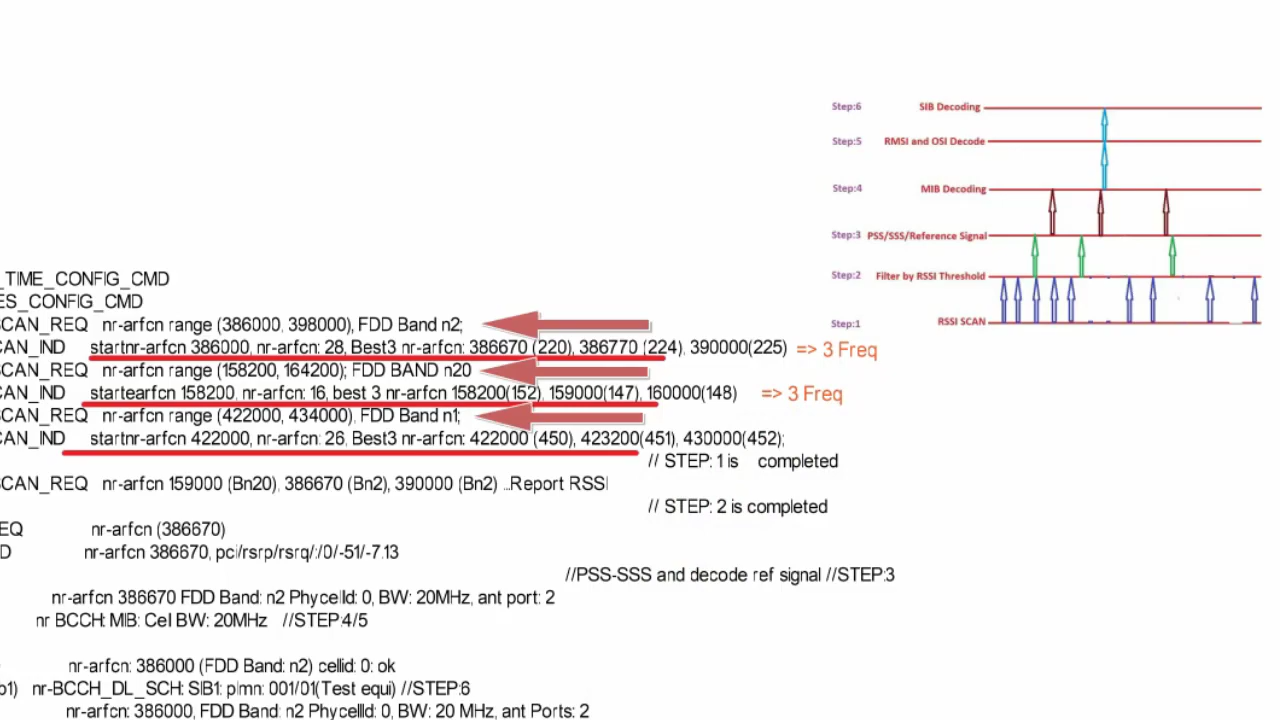 Step:6 SIB Decoding
Step:5 RMSI and OSI Decode
Step:4 MIB Decoding
Step:3 PSS/SSS/Reference Signal
Step:2 Filter by RSSI Threshold
Step:1 RSSI SCAN
_TIME_CONFIG_CMD
ES_CONFIG_CMD
SCAN_REQ nr-arfcn range (386000, 398000), FDD Band n2;
CAN_IND startnr-arfcn 386000, nr-arfcn: 28, Best3 nr-arfcn: 386670 (220), 386770 (224), 390000(225) => 3 Freq
SCAN_REQ nr-arfcn range (158200, 164200); FDD BAND n20
CAN_IND startearfcn 158200, nr-arfcn: 16, best 3 nr-arfcn 158200(152), 159000(147), 160000(148) => 3 Freq
SCAN_REQ nr-arfcn range (422000, 434000), FDD Band n1;
CAN_IND startnr-arfcn 422000, nr-arfcn: 26, Best3 nr-arfcn: 422000 (450), 423200(451), 430000(452);
// STEP: 1 is completed
SCAN_REQ nr-arfcn 159000 (Bn20), 386670 (Bn2), 390000 (Bn2) ...Report RSSI
// STEP: 2 is completed
EQ nr-arfcn (386670)
D nr-arfcn 386670, pci/rsrp/rsrq/:/0/-51/-7.13
//PSS-SSS and decode ref signal //STEP:3
nr-arfcn 386670 FDD Band: n2 PhycelId: 0, BW: 20MHz, ant port: 2
nr BCCH: MIB: Cel BW: 20MHz //STEP:4/5
nr-arfcn: 386000 (FDD Band: n2) cellid: 0: ok
b1) nr-BCCH_DL_SCH: SIB1: plmn: 001/01(Test equi) //STEP:6
nr-arfcn: 386000, FDD Band: n2 PhycellId: 0, BW: 20 MHz, ant Ports: 2